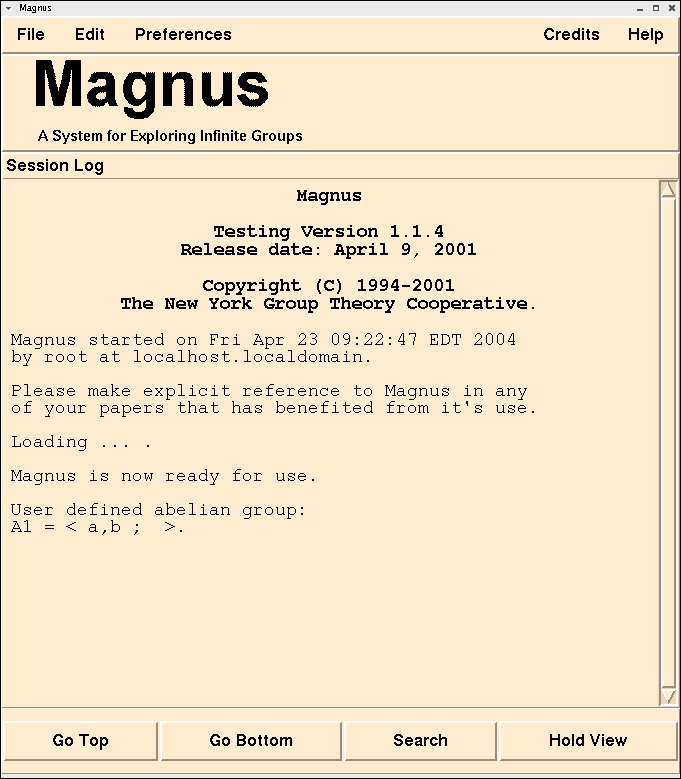 Magnus
File Edit Preferences Credits Help
Magnus
A System for Exploring Infinite Groups
Session Log
Magnus
Testing Version 1.1.4
Release date: April 9, 2001
Copyright (C) 1994-2001
The New York Group Theory Cooperative.
Magnus started on Fri Apr 23 09:22:47 EDT 2004
by root at localhost.localdomain.
Please make explicit reference to Magnus in any
of your papers that has benefited from it's use.
Loading ... .
Magnus is now ready for use.
User defined abelian group:
A1 = < a,b ;  >.
Go Top Go Bottom Search Hold View